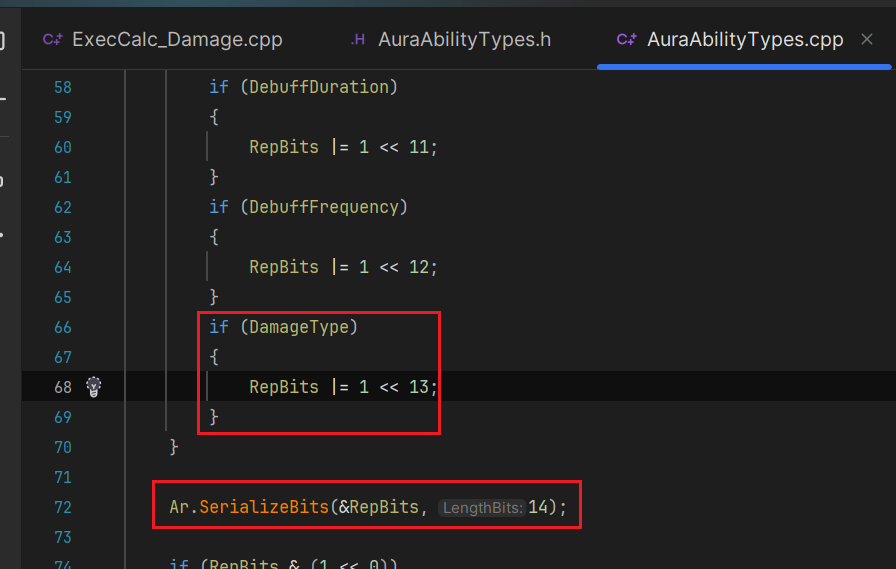 C++ ExecCalc_Damage.cpp .H AuraAbilityTypes.h C++ AuraAbilityTypes.cpp ×
58 if (DebuffDuration)
59 {
60 RepBits |= 1 << 11;
61 }
62 if (DebuffFrequency)
63 {
64 RepBits |= 1 << 12;
65 }
66 if (DamageType)
67 {
68 RepBits |= 1 << 13;
69 }
70 }
71
72 Ar.SerializeBits(&RepBits, LengthBits: 14);
73
74 if (RepBits & (1 << 0))